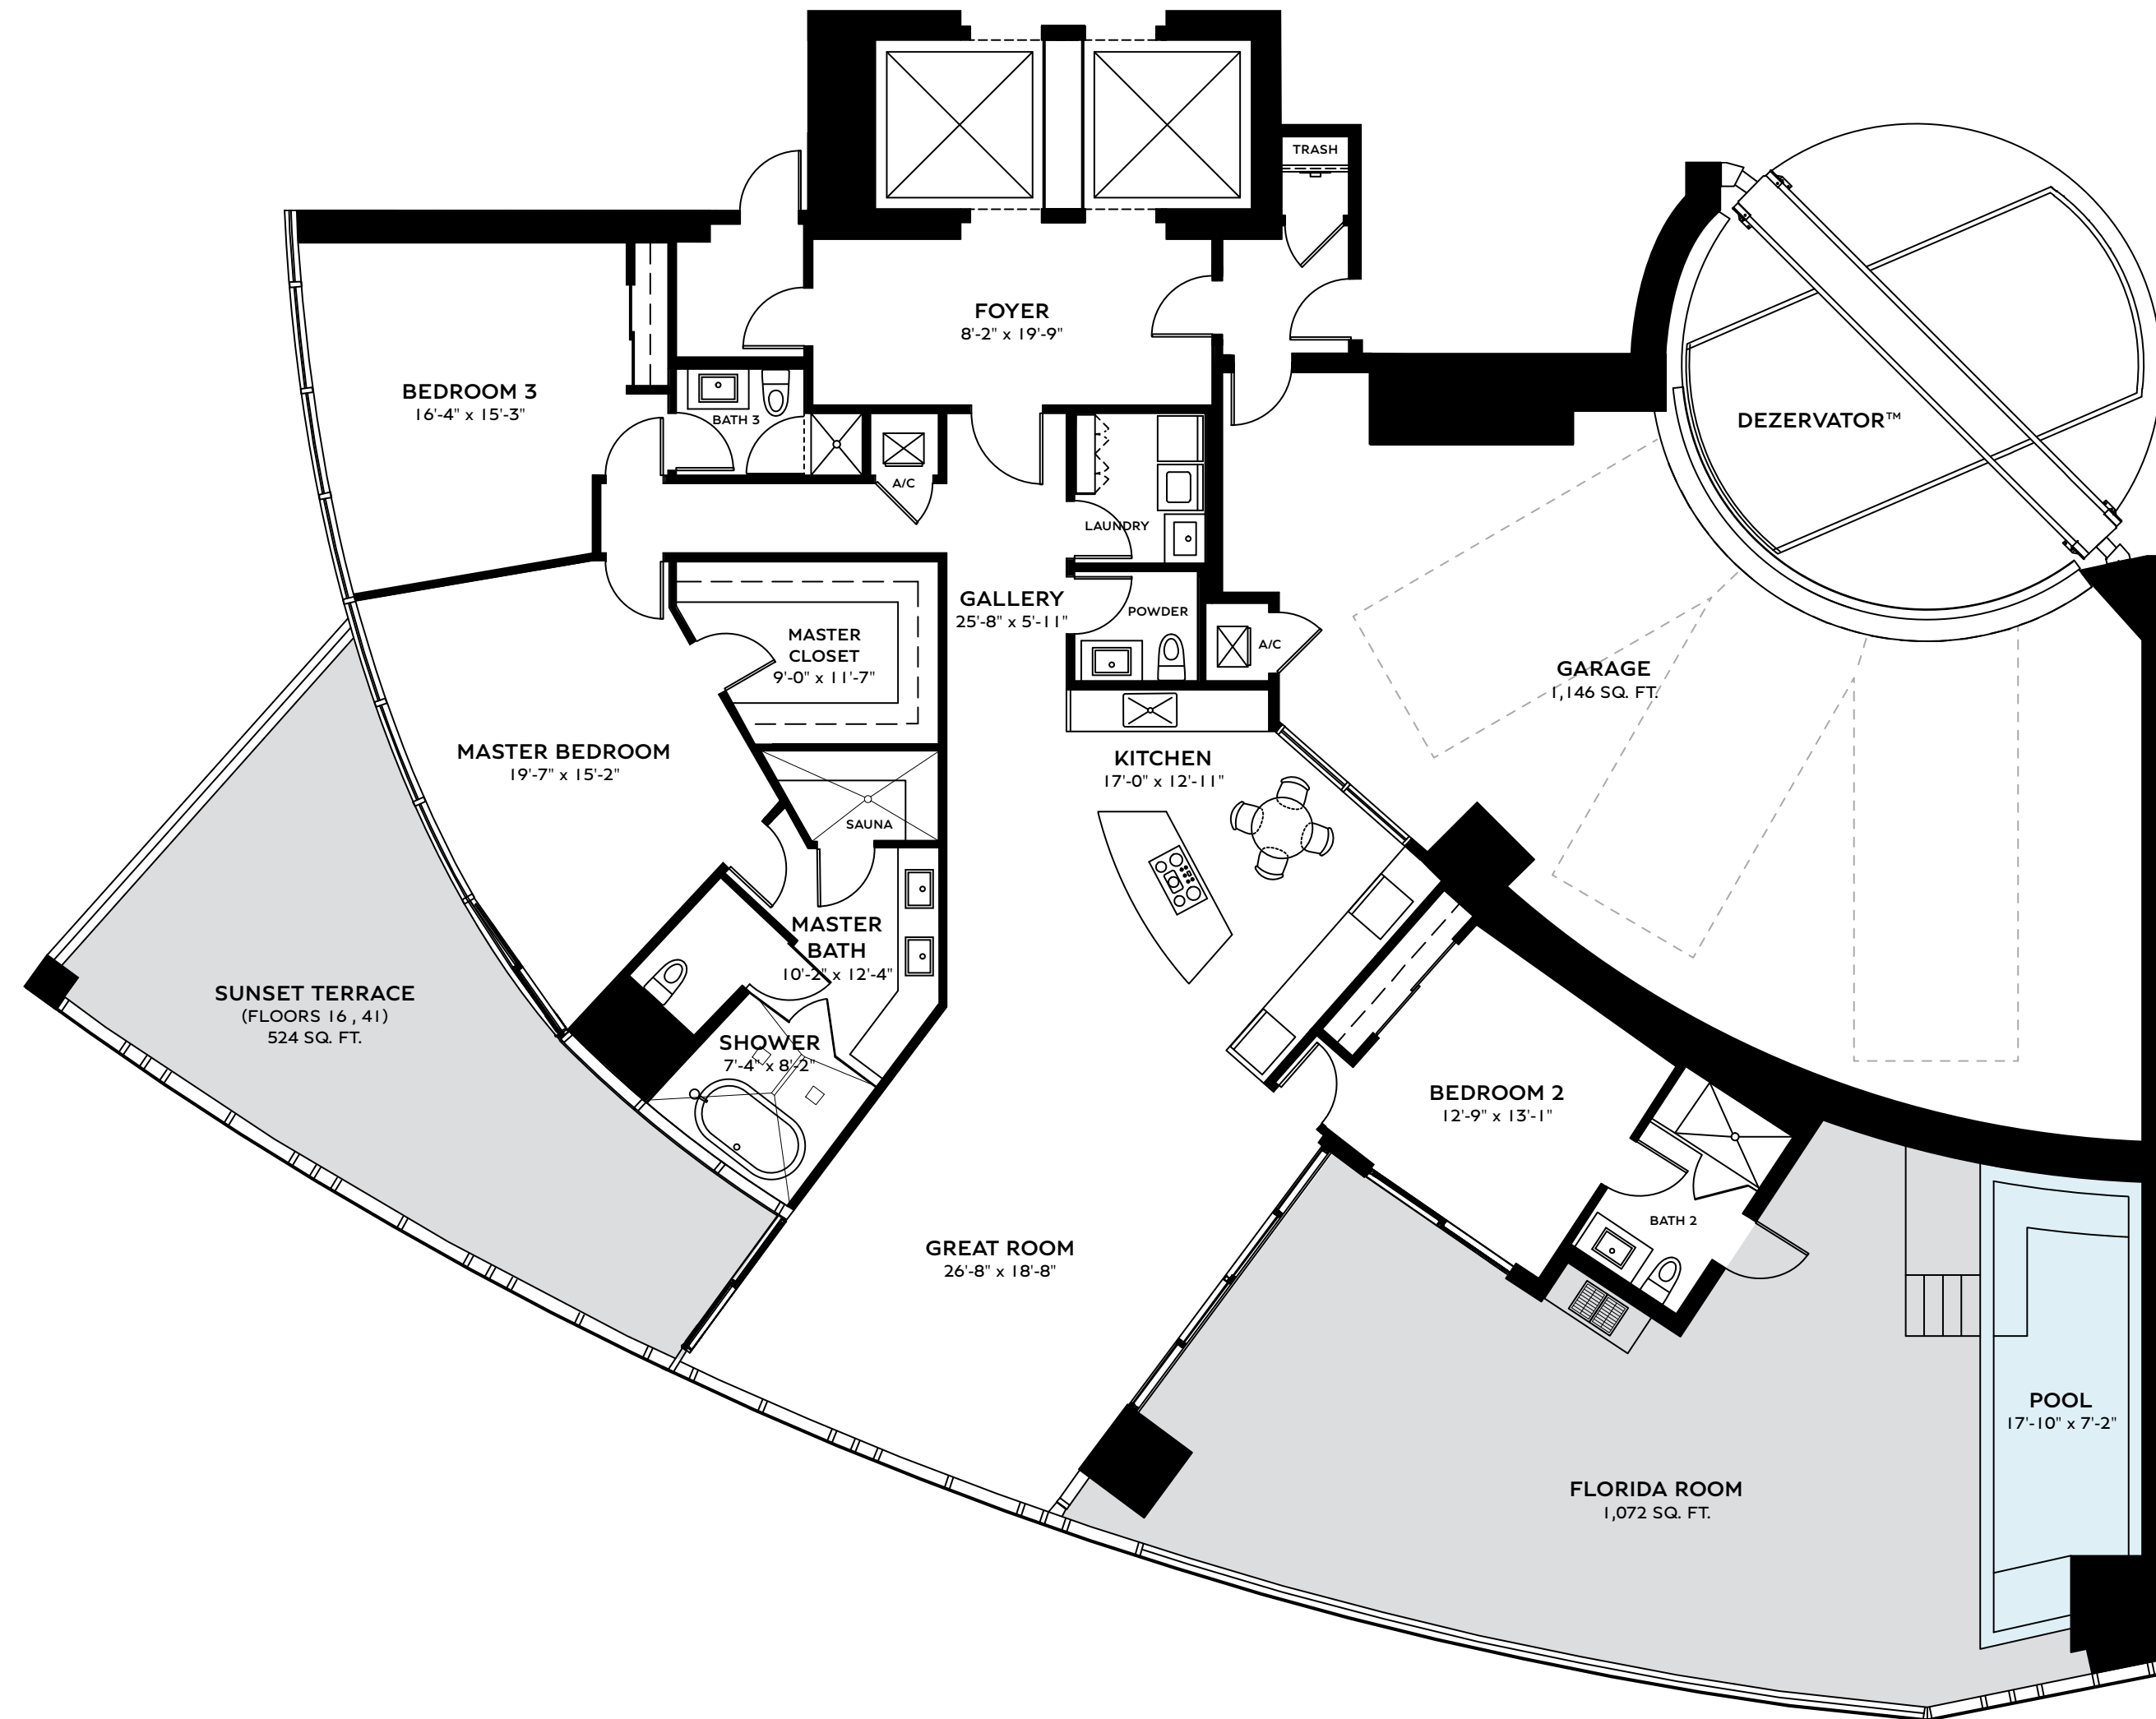 TRASH
FOYER
8'-2" x 19'-9"
BEDROOM 3
16'-4" x 15'-3"
BATH 3
DEZERVATOR™
A/C
LAUNDRY
GALLERY
25'-8" x 5'-11"
POWDER
MASTER
CLOSET
9'-0" x 11'-7"
A/C
GARAGE
1,146 SQ. FT.
MASTER BEDROOM
19'-7" x 15'-2"
KITCHEN
17'-0" x 12'-11"
SAUNA
MASTER
BATH
10'-2" x 12'-4"
SUNSET TERRACE
(FLOORS 16 , 41)
524 SQ. FT.
SHOWER
7'-4" x 8'-2"
BEDROOM 2
12'-9" x 13'-1"
BATH 2
GREAT ROOM
26'-8" x 18'-8"
POOL
17'-10" x 7'-2"
FLORIDA ROOM
1,072 SQ. FT.